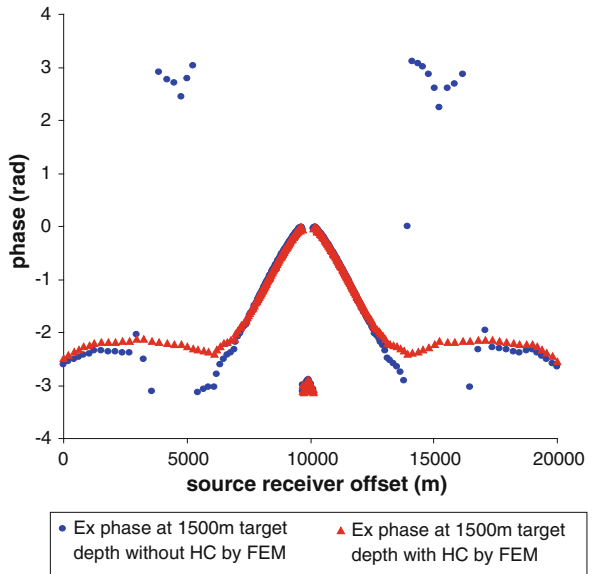 4
3
2
1
0
-1
-2
-3
-4
phase (rad)
0 5000 10000 15000 20000
source receiver offset (m)
Ex phase at 1500m target
depth without HC by FEM
Ex phase at 1500m target
depth with HC by FEM